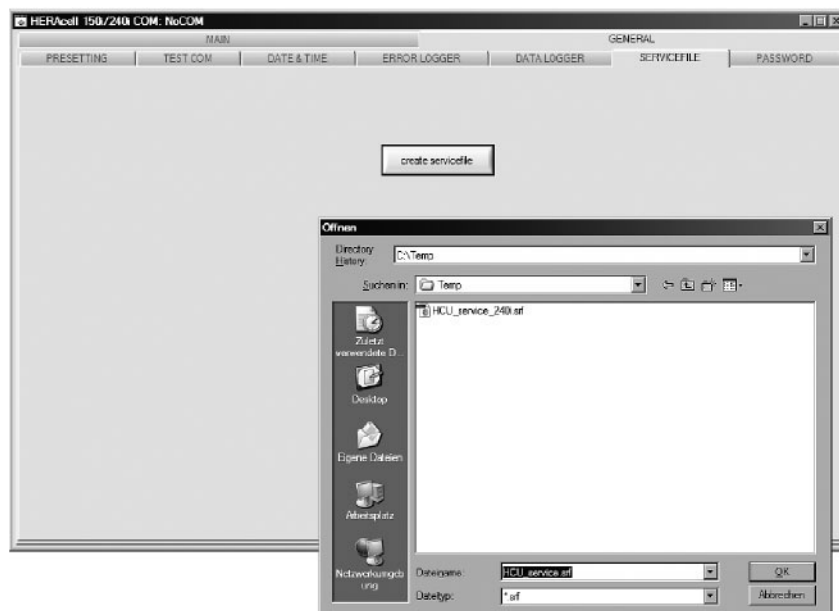 HERAcell 150i/240i COM: NoCOM
MAIN GENERAL
PRESETTING TEST COM DATE & TIME ERROR LOGGER DATA LOGGER SERVICEFILE PASSWORD
create servicefile
Öffnen
Directory History: C:\Temp
Suchen in: Temp
HCU_service_240i.srf
Zuletzt
verwendete D...
Desktop
Eigene Dateien
Arbeitsplatz
Netzwerkumgeb
ung
Dateiname: HCU_service.srf OK
Dateityp: *.srf Abbrechen